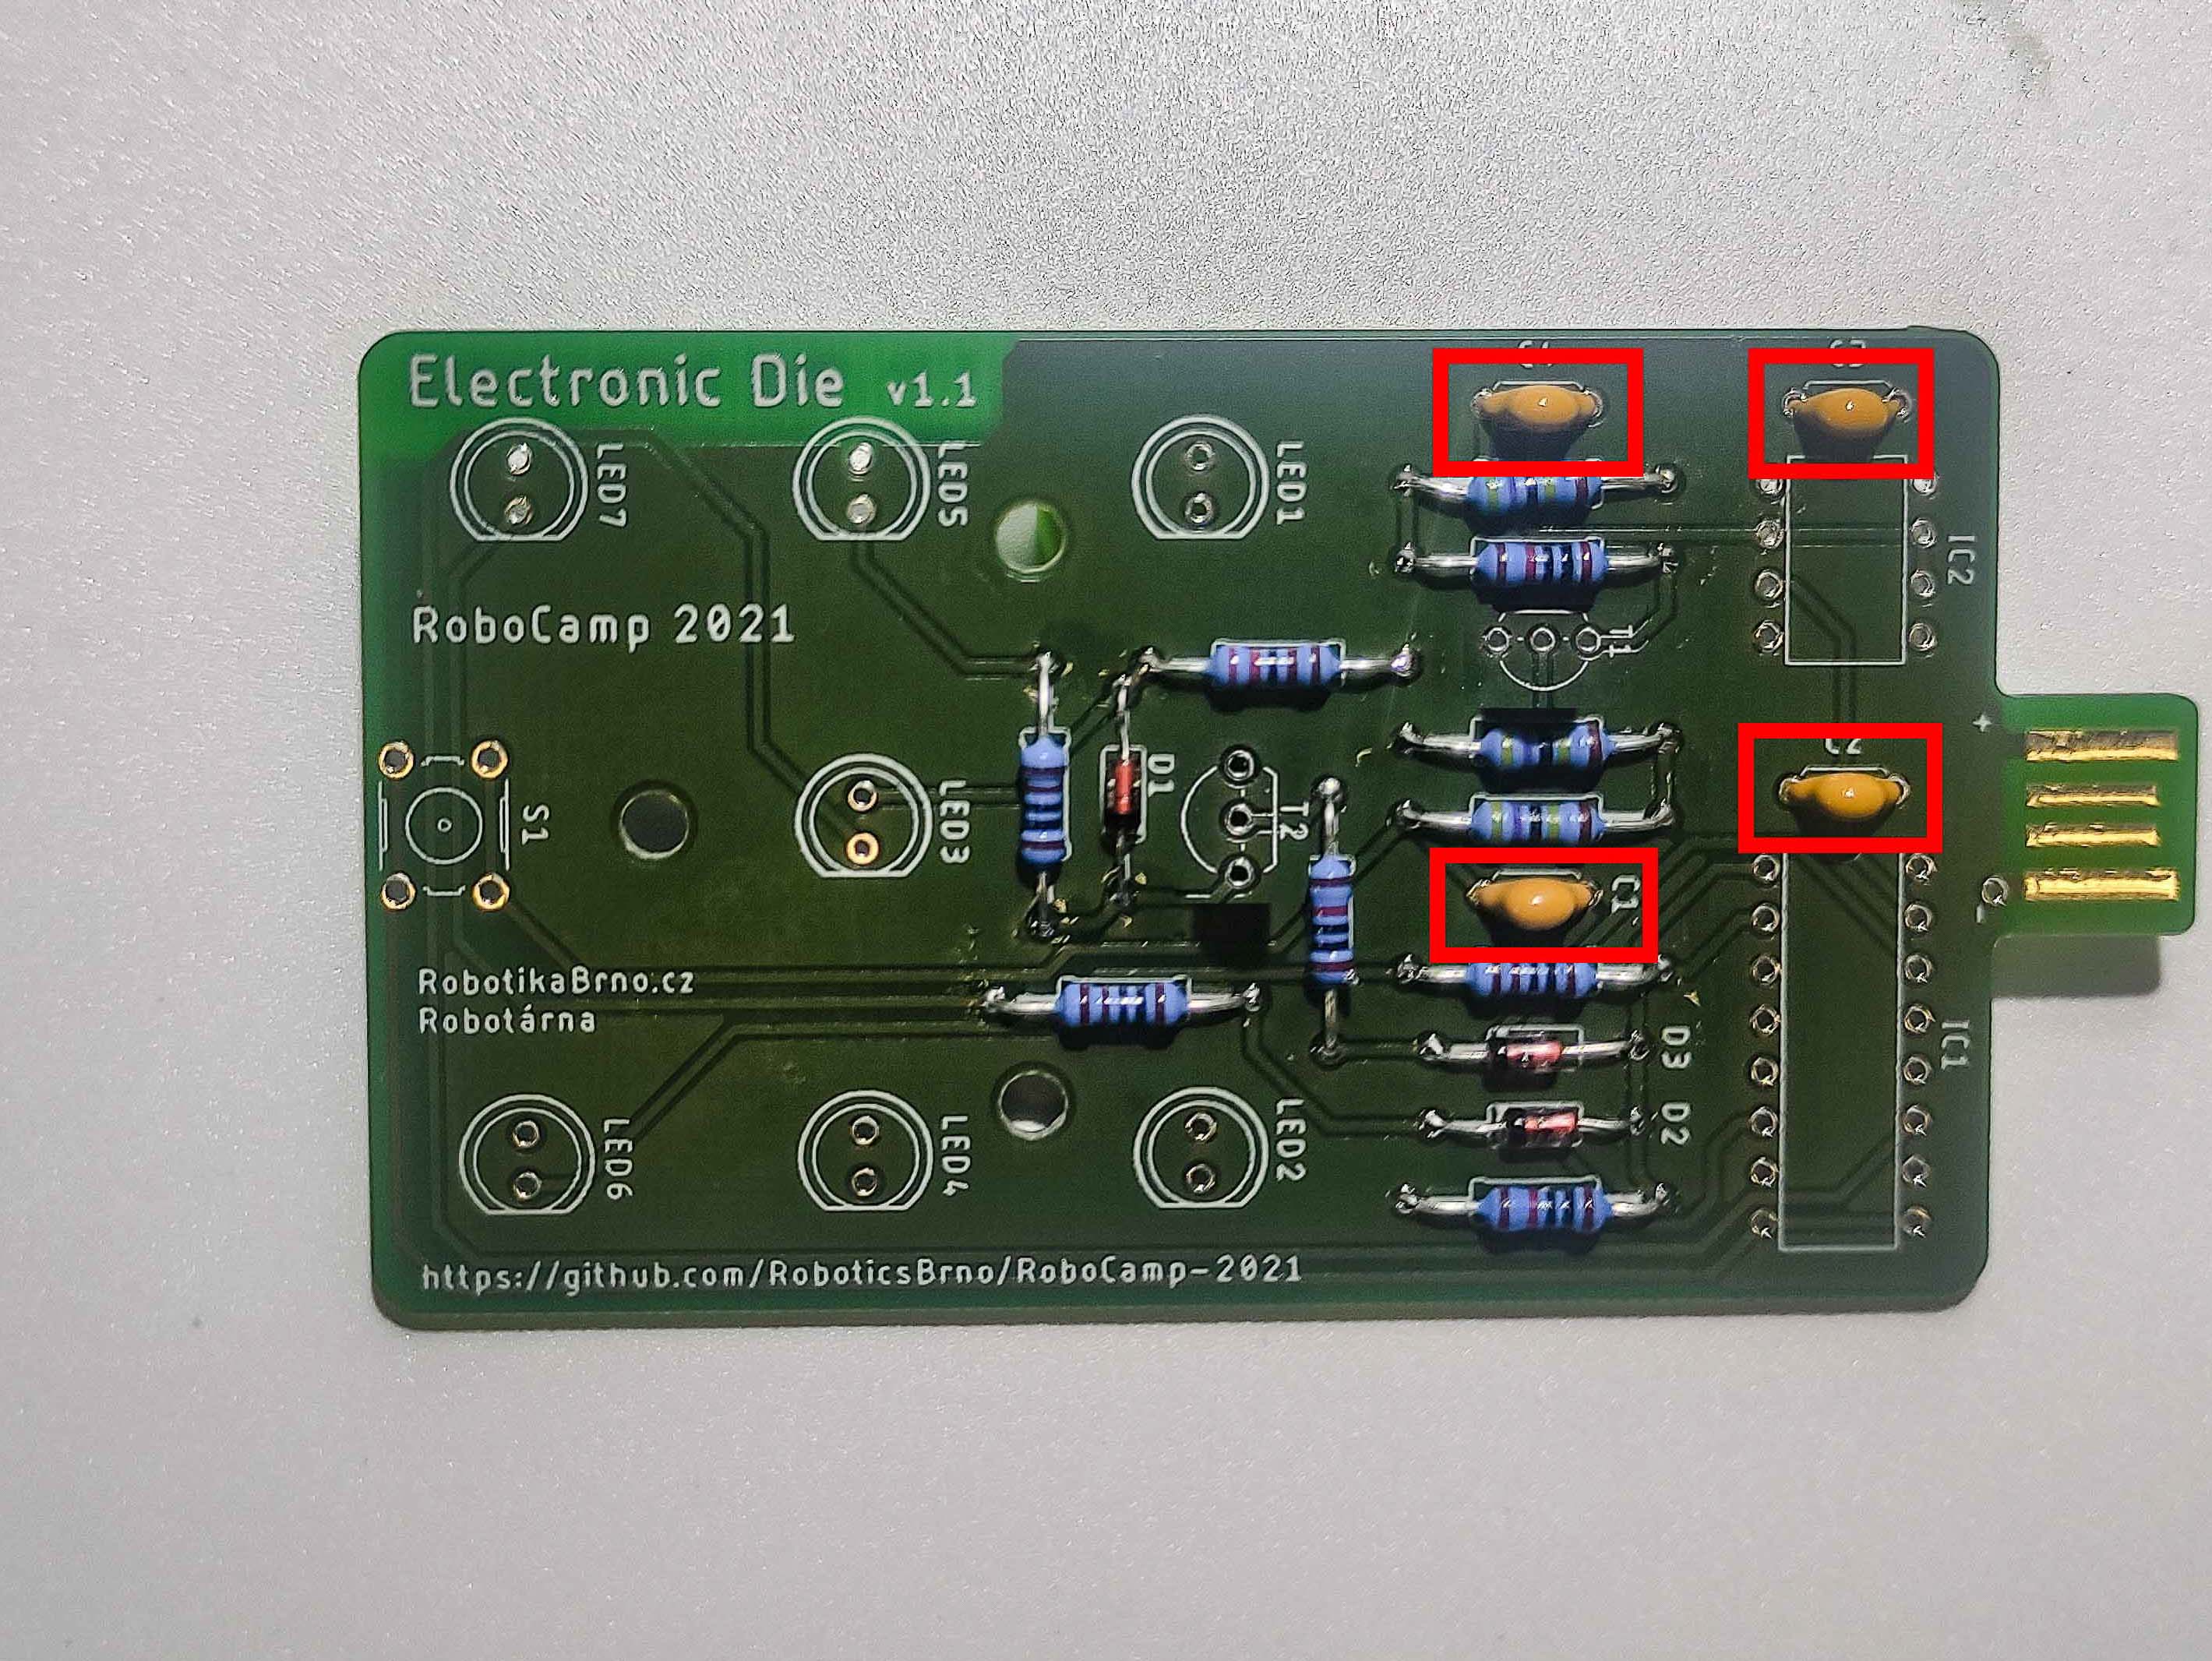 Electronic Die v1.1
LED7
LED5
LED1
IC2
RoboCamp 2021
T1
+
D1
T2
C2
S1
LED3
C1
-
RobotikaBrno.cz
Robotárna
D3
IC1
D2
LED6
LED4
LED2
https://github.com/RoboticsBrno/RoboCamp-2021